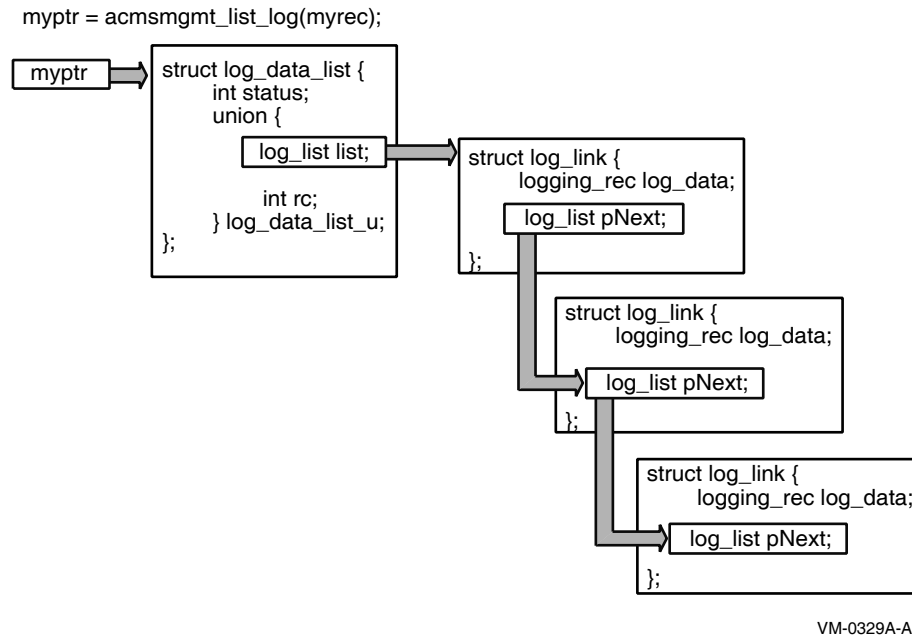 myptr = acmsmgmt_list_log(myrec);
myptr
struct log_data_list {
int status;
union {
log_list list;
int rc;
} log_data_list_u;
};
struct log_link {
logging_rec log_data;
log_list pNext;
};
struct log_link {
logging_rec log_data;
log_list pNext;
};
struct log_link {
logging_rec log_data;
log_list pNext;
};
VM-0329A-AI